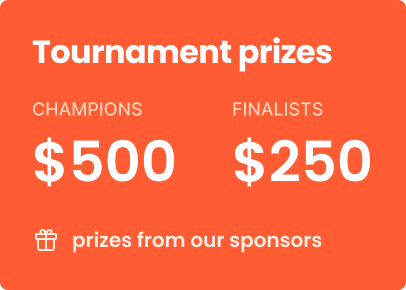 Tournament prizes
CHAMPIONS FINALISTS
$500 $250
prizes from our sponsors